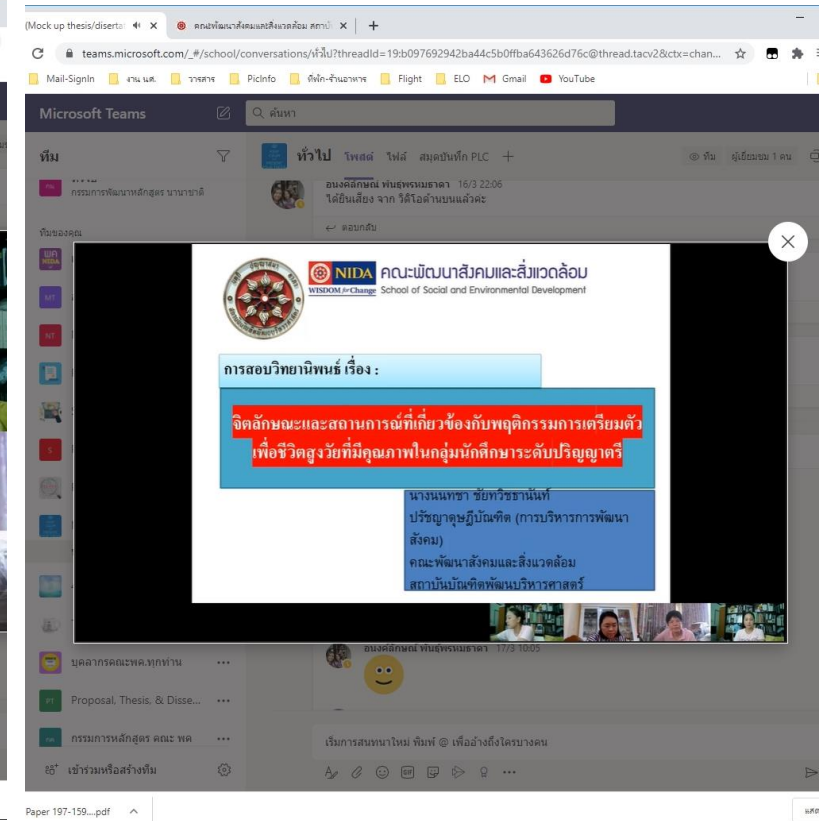 (Mock up thesis/diserta
คณะพัฒนาสังคมและสิ่งแวดล้อม สถาบั
teams.microsoft.com/_#/school/conversations/ทั่วไป?threadId=19:b097692942ba44c5b0ffba643626d76c@thread.tacv2&ctx=chan...
Mail-SignIn งาน นศ. วารสาร PicInfo ที่พัก-ร้านอาหาร Flight ELO Gmail YouTube
Microsoft Teams
ค้นหา
ทีม
ทั่วไป โพสต์ ไฟล์ สมุดบันทึก PLC
ทีม ผู้เยี่ยมชม 1 คน
กรรมการพัฒนาหลักสูตร นานาชาติ
อนงค์ลักษณ์ พันธุ์พรหมธาดา 16/3 22:06
ได้ยินเสียง จาก วิดีโอด้านบนแล้วค่ะ
ตอบกลับ
ทีมของคุณ
NIDA
WISDOM for Change
คณะพัฒนาสังคมและสิ่งแวดล้อม
School of Social and Environmental Development
การสอบวิทยานิพนธ์ เรื่อง :
จิตลักษณะและสถานการณ์ที่เกี่ยวข้องกับพฤติกรรมการเตรียมตัว
เพื่อชีวิตสูงวัยที่มีคุณภาพในกลุ่มนักศึกษาระดับปริญญาตรี
นางนนทชา ชัยทวิชธานันท์
ปรัชญาดุษฎีบัณฑิต (การบริหารการพัฒนา
สังคม)
คณะพัฒนาสังคมและสิ่งแวดล้อม
สถาบันบัณฑิตพัฒนบริหารศาสตร์
อนงค์ลักษณ์ พันธุ์พรหมธาดา 17/3 10:05
บุคลากรคณะพค.ทุกท่าน
PT Proposal, Thesis, & Disse...
กรรมการหลักสูตร คณะ พค
เริ่มการสนทนาใหม่ พิมพ์ @ เพื่ออ้างถึงใครบางคน
เข้าร่วมหรือสร้างทีม
Paper 197-159....pdf